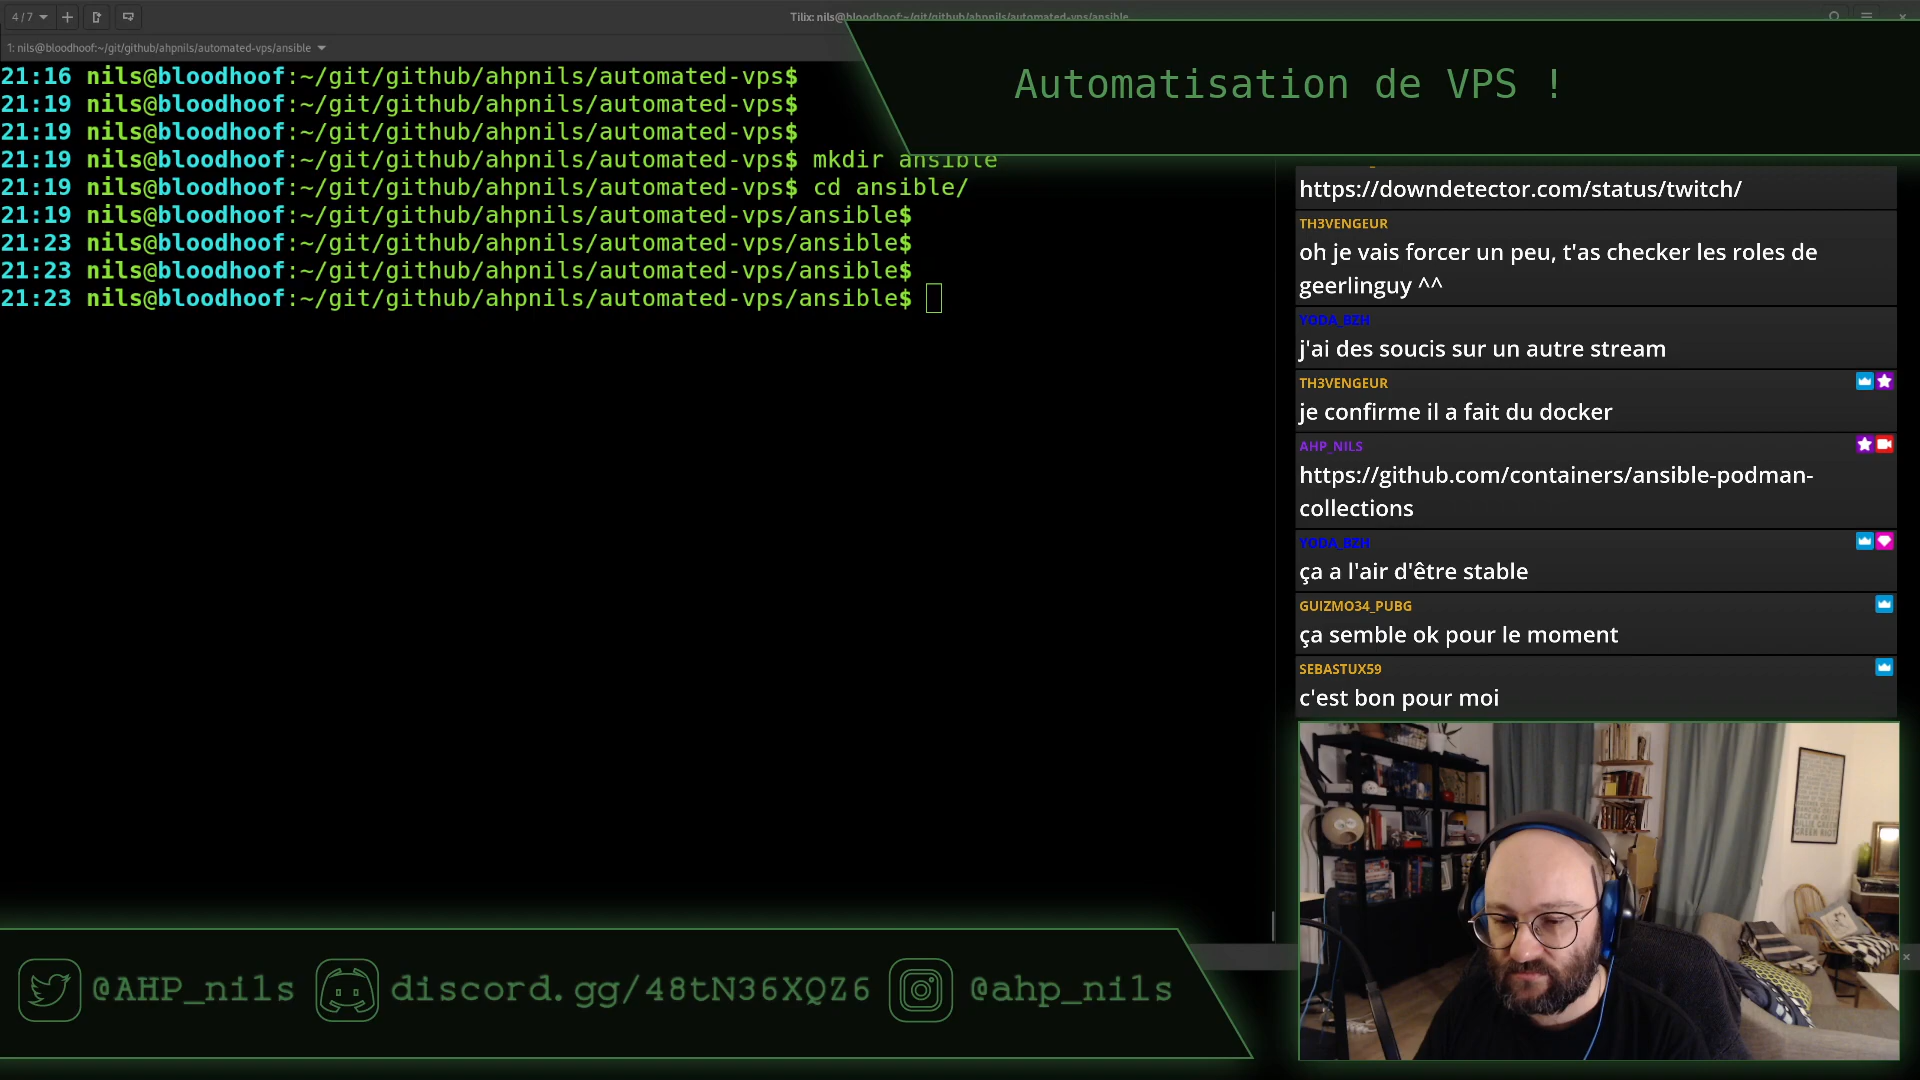 4 / 7
Tilix: nils@bloodhoof:~/git/github/ahpnils/automated-vps/ansible
1: nils@bloodhoof:~/git/github/ahpnils/automated-vps/ansible
21:16 nils@bloodhoof:~/git/github/ahpnils/automated-vps$
21:19 nils@bloodhoof:~/git/github/ahpnils/automated-vps$
21:19 nils@bloodhoof:~/git/github/ahpnils/automated-vps$
21:19 nils@bloodhoof:~/git/github/ahpnils/automated-vps$ mkdir ansible
21:19 nils@bloodhoof:~/git/github/ahpnils/automated-vps$ cd ansible/
21:19 nils@bloodhoof:~/git/github/ahpnils/automated-vps/ansible$
21:23 nils@bloodhoof:~/git/github/ahpnils/automated-vps/ansible$
21:23 nils@bloodhoof:~/git/github/ahpnils/automated-vps/ansible$
21:23 nils@bloodhoof:~/git/github/ahpnils/automated-vps/ansible$
Automatisation de VPS !
https://downdetector.com/status/twitch/
TH3VENGEUR
oh je vais forcer un peu, t'as checker les roles de
geerlinguy ^^
YODA_BZH
j'ai des soucis sur un autre stream
TH3VENGEUR
je confirme il a fait du docker
AHP_NILS
https://github.com/containers/ansible-podman-
collections
YODA_BZH
ça a l'air d'être stable
GUIZMO34_PUBG
ça semble ok pour le moment
SEBASTUX59
c'est bon pour moi
@AHP_nils
discord.gg/48tN36XQZ6
@ahp_nils